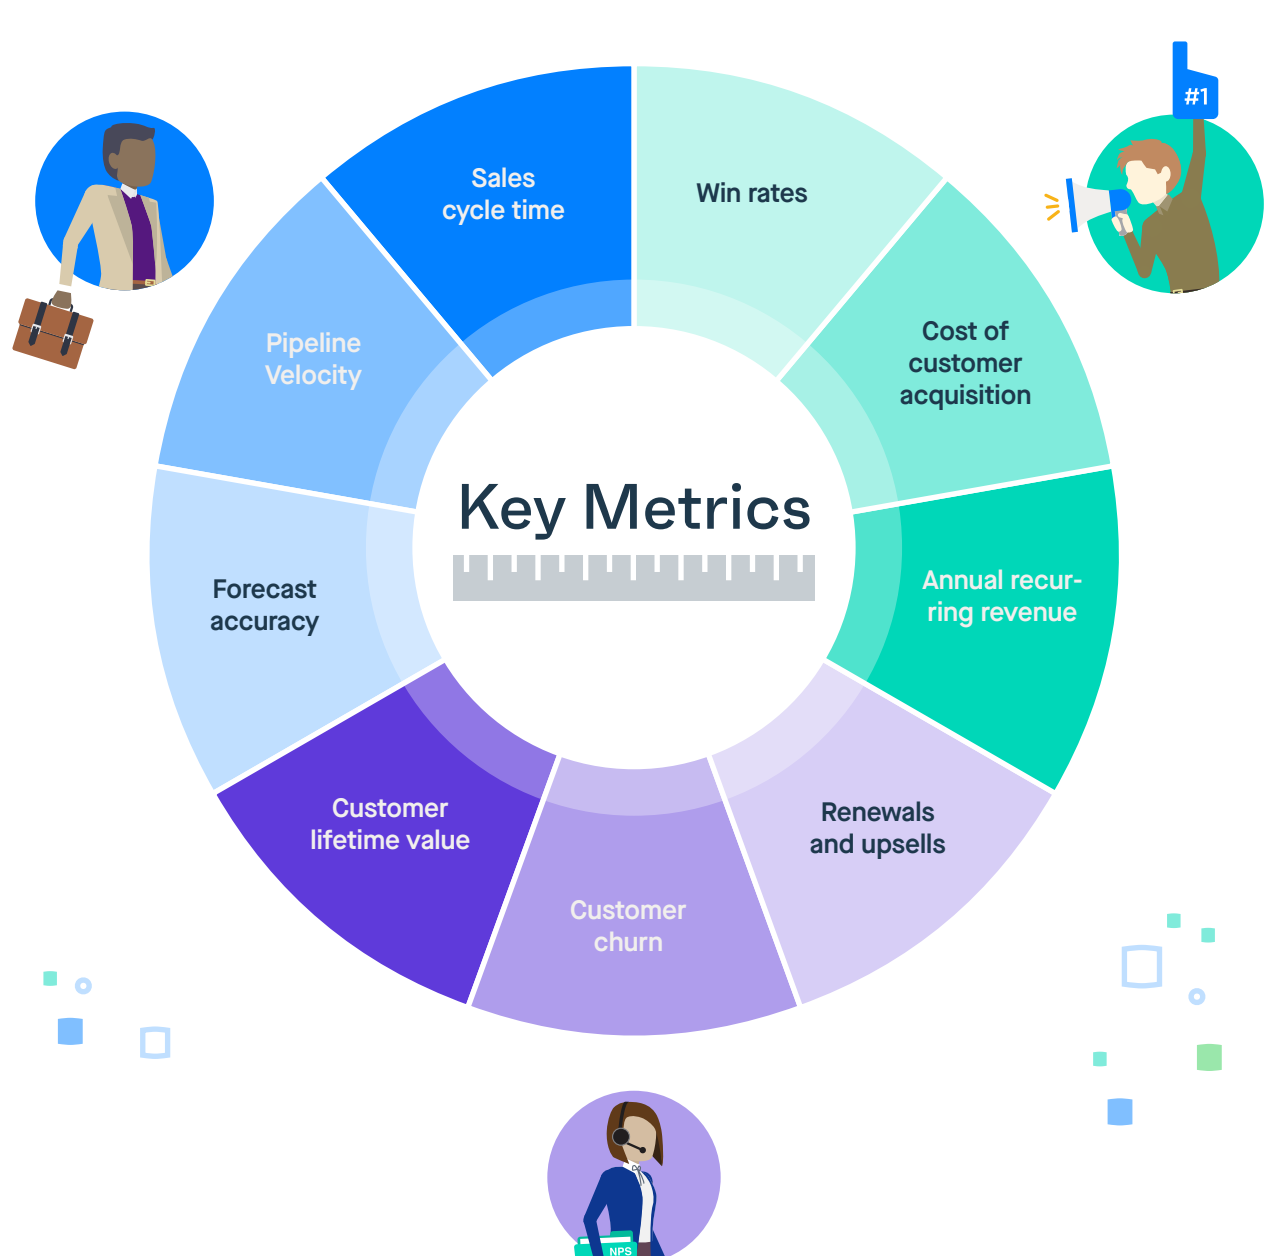 #1
Sales
cycle time
Win rates
Pipeline
Velocity
Cost of
customer
acquisition
Key Metrics
Forecast
accuracy
Annual recur-
ring revenue
Customer
lifetime value
Renewals
and upsells
Customer
churn
NPS